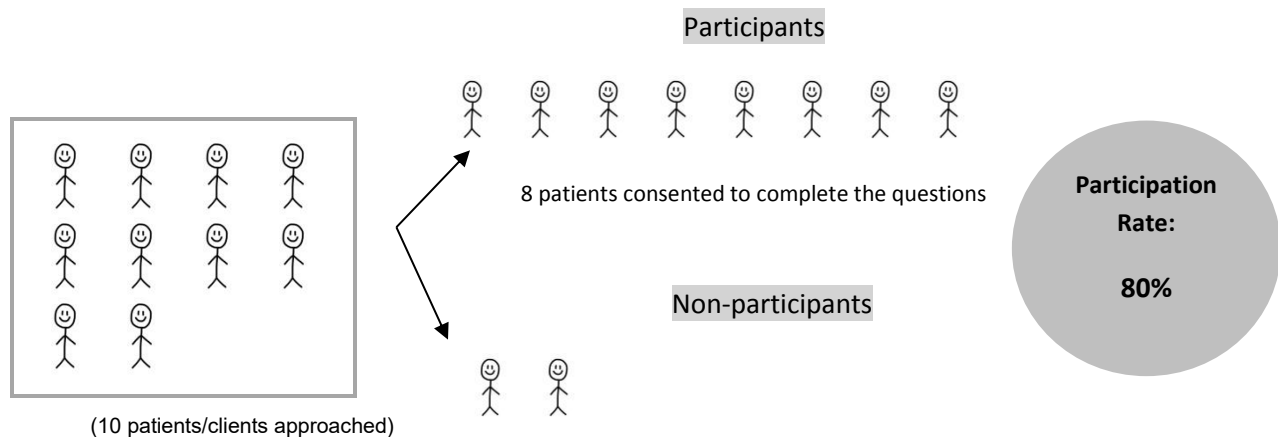 Participants
8 patients consented to complete the questions
Participation
Rate:
80%
Non-participants
(10 patients/clients approached)